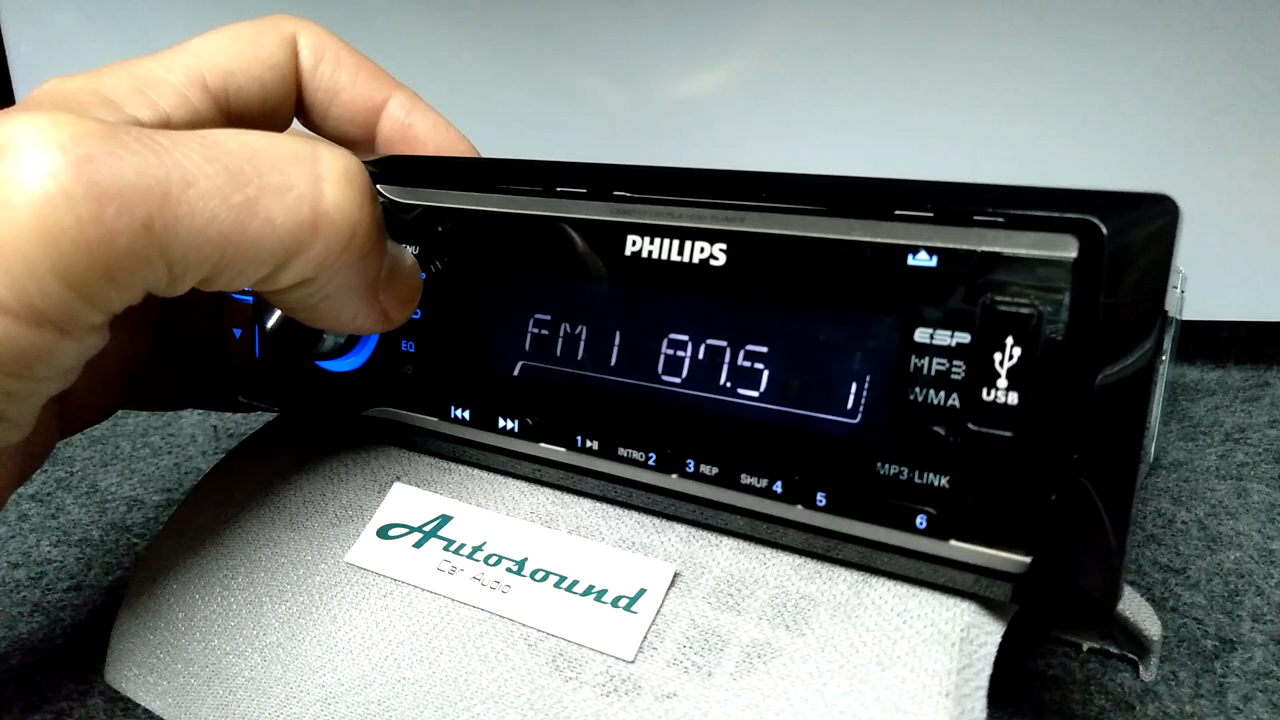 PHILIPS
FM1 87.5
1
ESP
MP3
WMA
USB
EQ
1
INTRO 2
3 REP
SHUF 4
5
6
MP3-LINK
Autosound
Car Audio